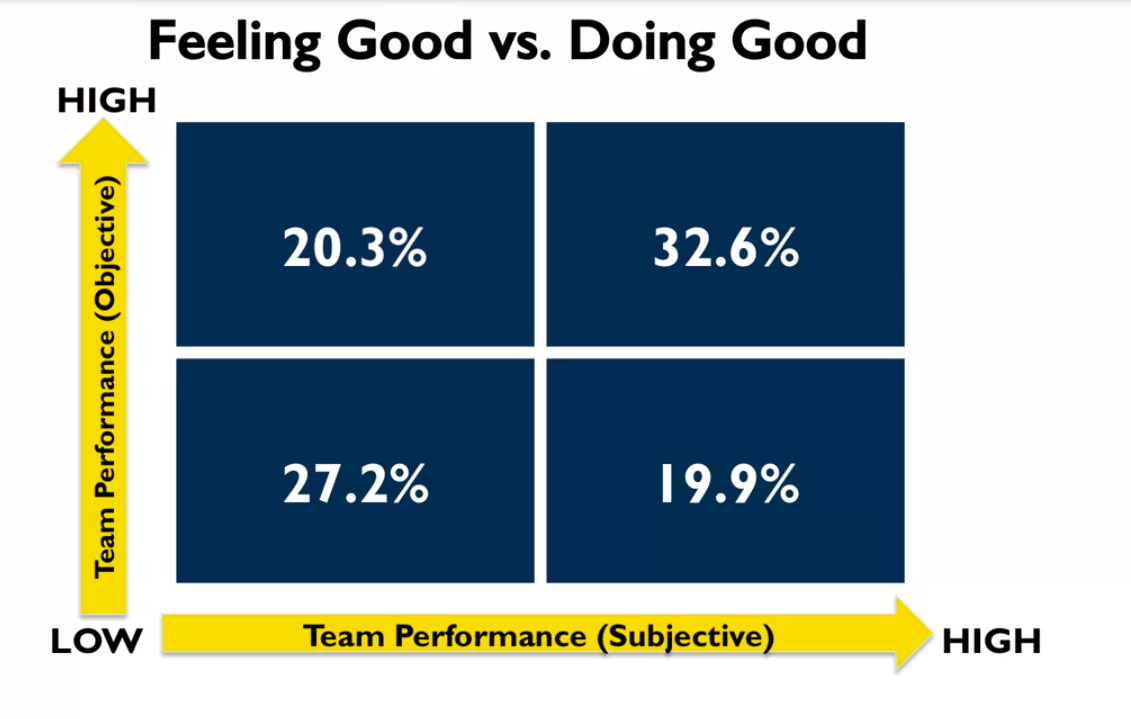 Feeling Good vs. Doing Good
HIGH
Team Performance (Objective)
20.3%
32.6%
27.2%
19.9%
LOW
Team Performance (Subjective)
HIGH